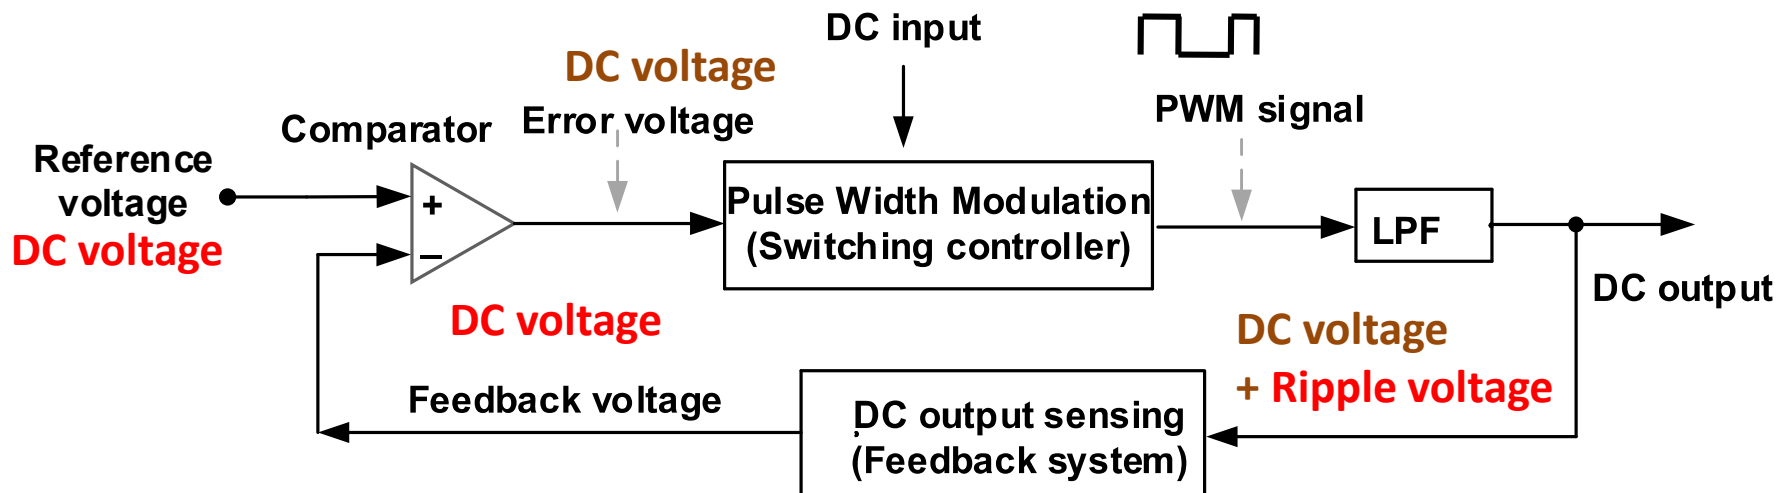 DC input
DC voltage
Error voltage
PWM signal
Comparator
Reference
voltage
DC voltage
+
−
Pulse Width Modulation
(Switching controller)
LPF
DC output
DC voltage
DC voltage
+ Ripple voltage
Feedback voltage
DC output sensing
(Feedback system)